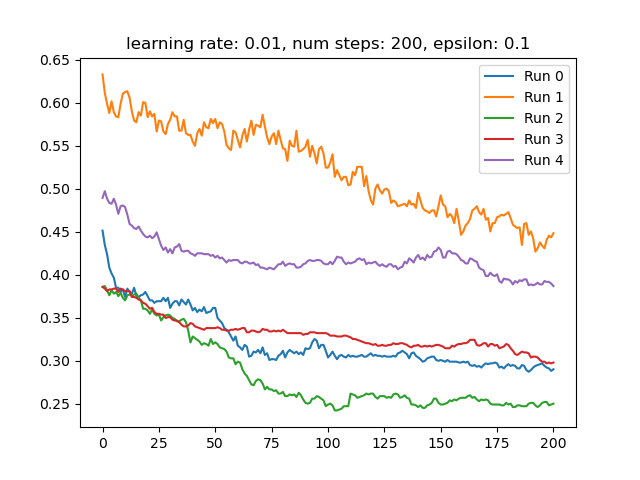 learning rate: 0.01, num steps: 200, epsilon: 0.1
0.65
0.60
0.55
0.50
0.45
0.40
0.35
0.30
0.25
Run 0
Run 1
Run 2
Run 3
Run 4
0 25 50 75 100 125 150 175 200